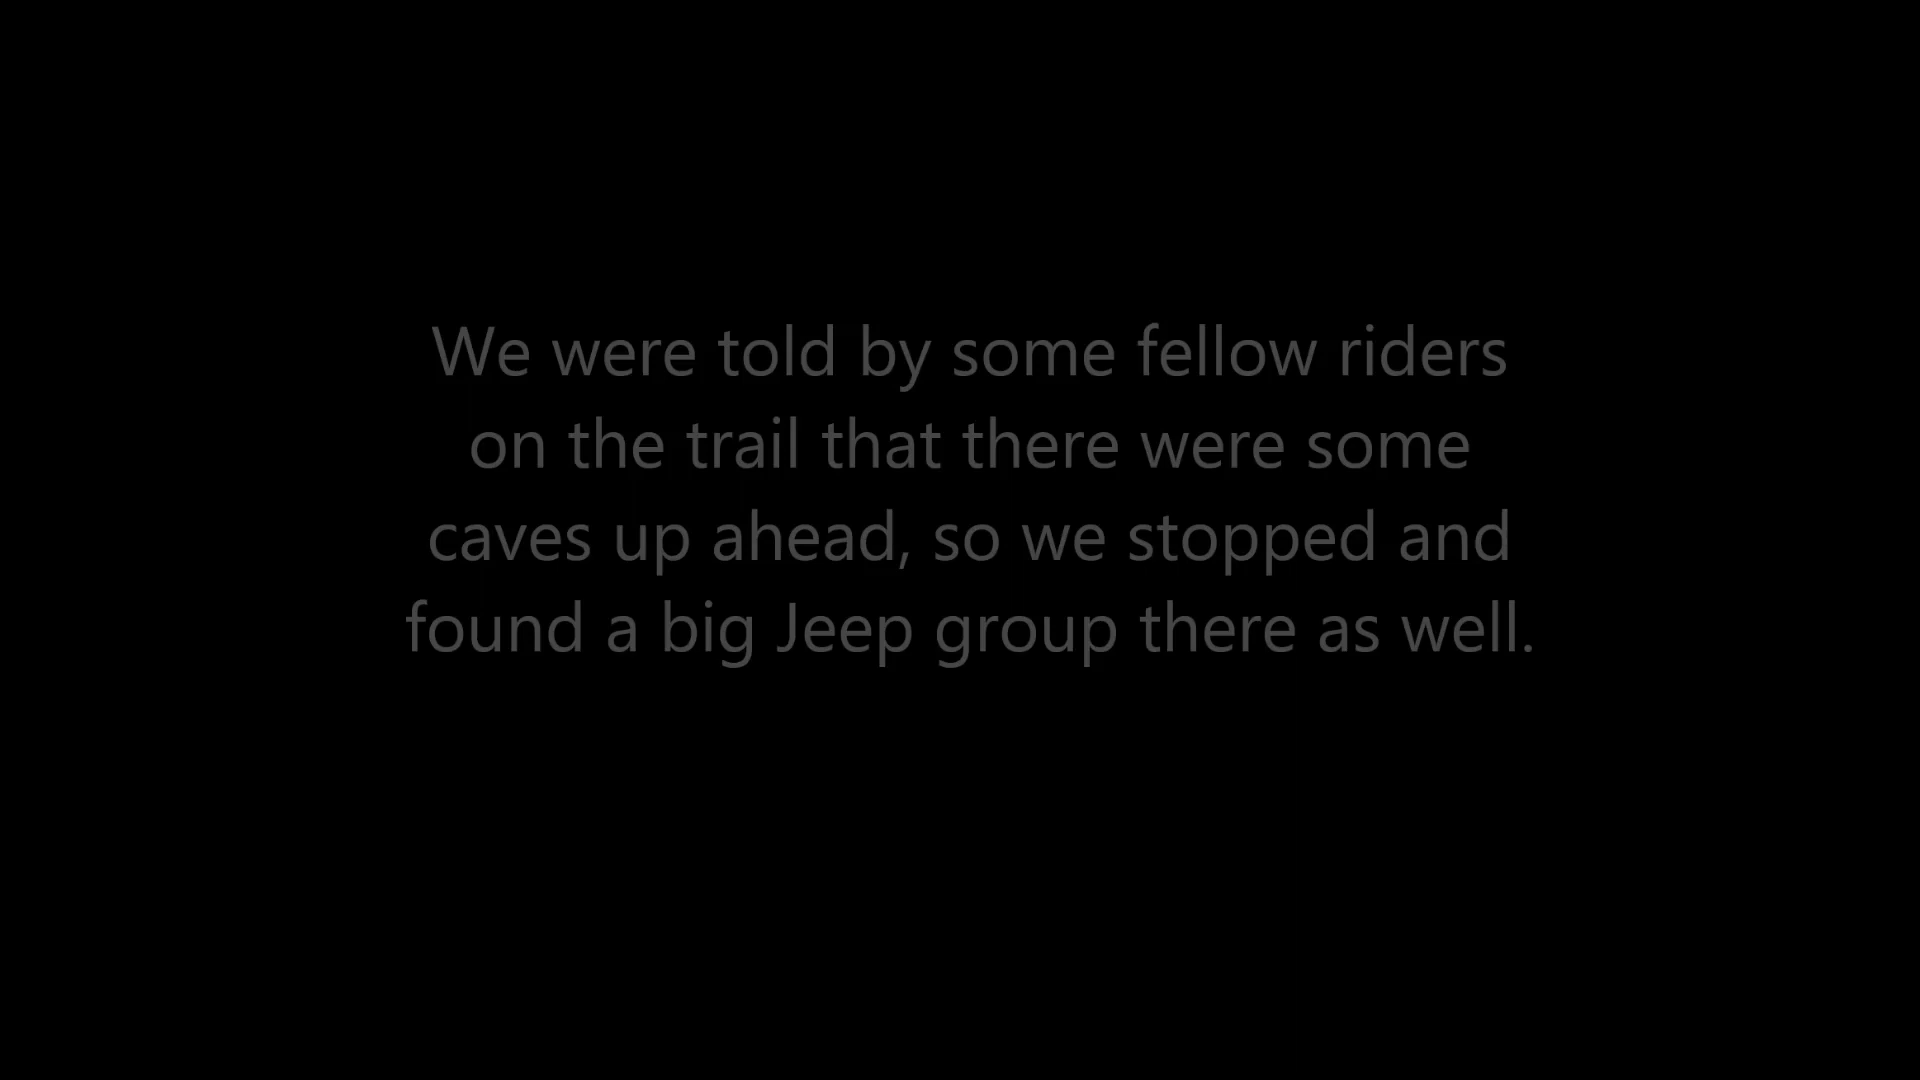 We were told by some fellow riders
on the trail that there were some
caves up ahead, so we stopped and
found a big Jeep group there as well.